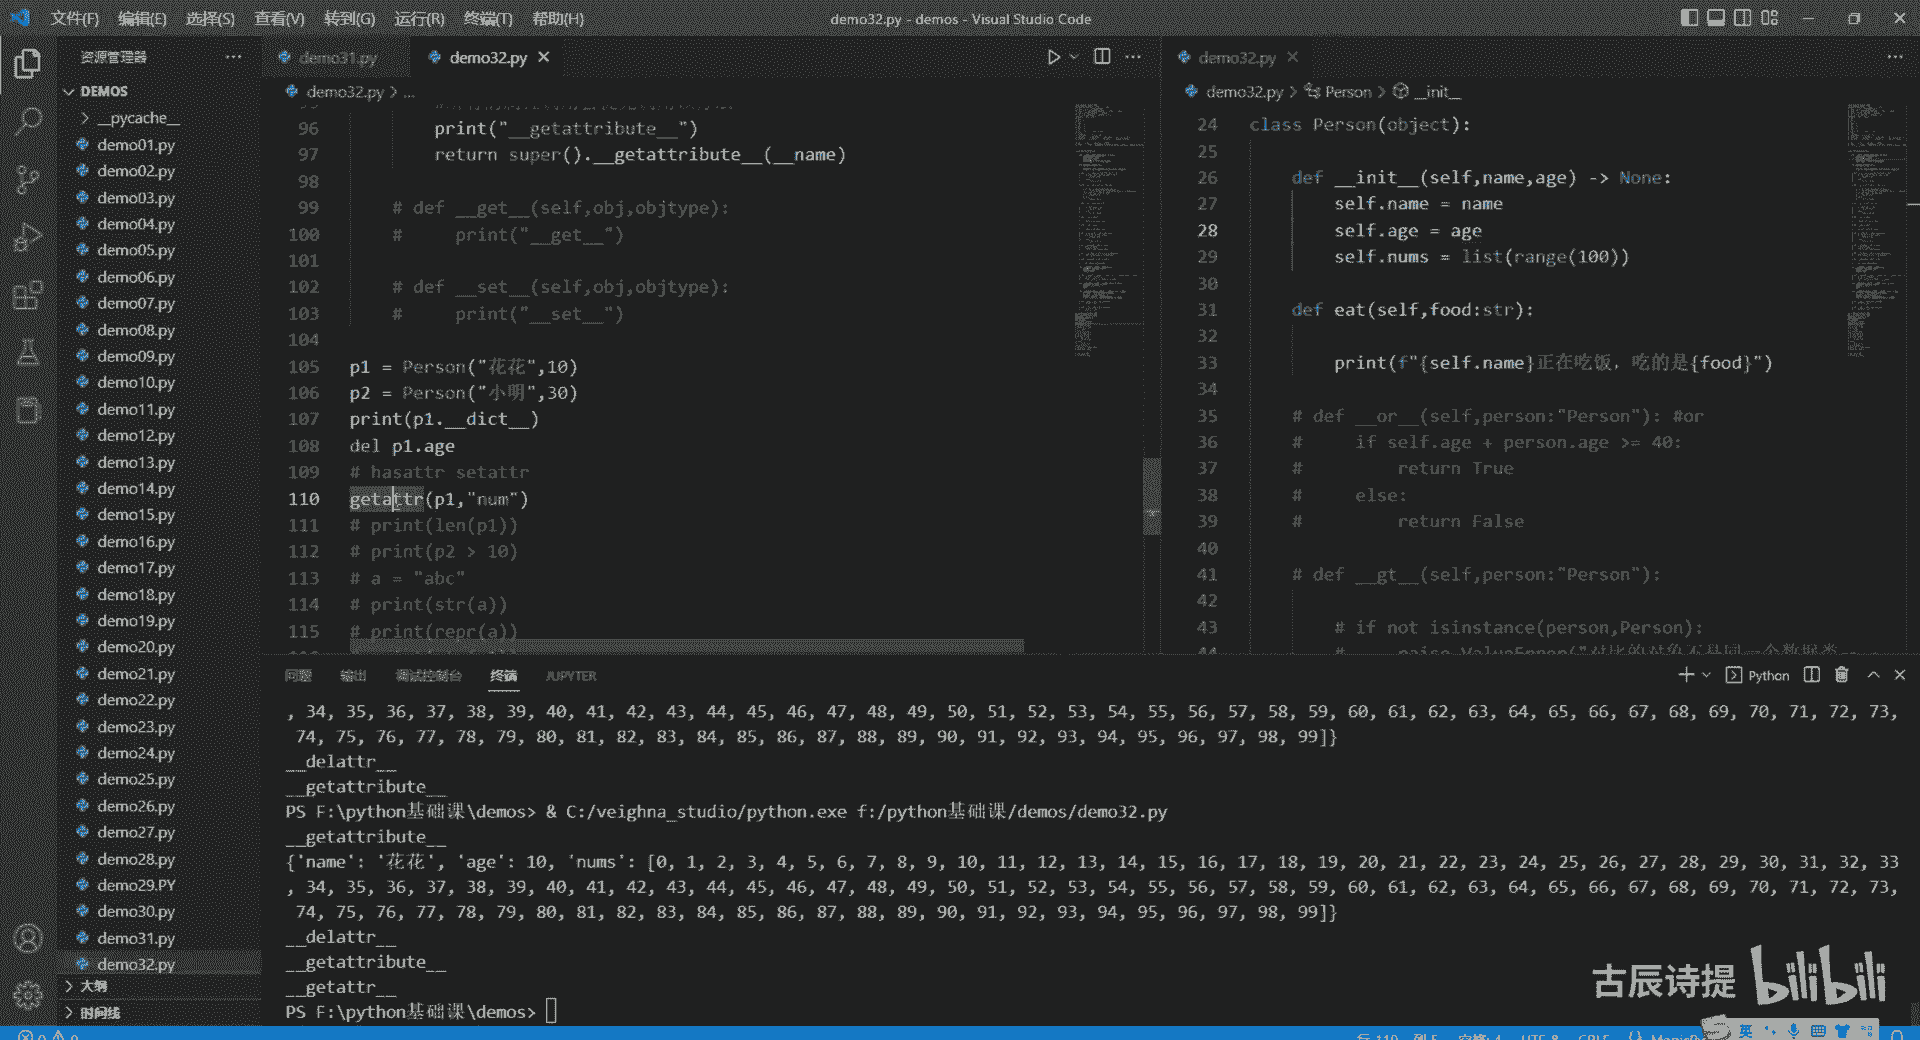 文件(F) 编辑(E) 选择(S) 查看(V) 转到(G) 运行(R) 终端(T) 帮助(H)
demo32.py - demos - Visual Studio Code
资源管理器
DEMOS
__pycache__
demo01.py
demo02.py
demo03.py
demo04.py
demo05.py
demo06.py
demo07.py
demo08.py
demo09.py
demo10.py
demo11.py
demo12.py
demo13.py
demo14.py
demo15.py
demo16.py
demo17.py
demo18.py
demo19.py
demo20.py
demo21.py
demo22.py
demo23.py
demo24.py
demo25.py
demo26.py
demo27.py
demo28.py
demo29.PY
demo30.py
demo31.py
demo32.py
大纲
时间线
demo31.py
demo32.py
demo32.py > ...
96 print("__getattribute__")
97 return super().__getattribute__(__name)
98
99 # def __get__(self,obj,objtype):
100 # print("__get__")
101
102 # def __set__(self,obj,objtype):
103 # print("__set__")
104
105 p1 = Person("花花",10)
106 p2 = Person("小明",30)
107 print(p1.__dict__)
108 del p1.age
109 # hasattr setattr
110 getattr(p1,"num")
111 # print(len(p1))
112 # print(p2 > 10)
113 # a = "abc"
114 # print(str(a))
115 # print(repr(a))
demo32.py
demo32.py > Person > __init__
24 class Person(object):
25
26 def __init__(self,name,age) -> None:
27 self.name = name
28 self.age = age
29 self.nums = list(range(100))
30
31 def eat(self,food:str):
32
33 print(f"{self.name}正在吃饭，吃的是{food}")
34
35 # def __or__(self,person:"Person"): #or
36 # if self.age + person.age >= 40:
37 # return True
38 # else:
39 # return False
40
41 # def __gt__(self,person:"Person"):
42
43 # if not isinstance(person,Person):
44 # raise ValueError("对比的对象不是同一个数据类
问题 输出 调试控制台 终端 JUPYTER
Python
, 34, 35, 36, 37, 38, 39, 40, 41, 42, 43, 44, 45, 46, 47, 48, 49, 50, 51, 52, 53, 54, 55, 56, 57, 58, 59, 60, 61, 62, 63, 64, 65, 66, 67, 68, 69, 70, 71, 72, 73,
74, 75, 76, 77, 78, 79, 80, 81, 82, 83, 84, 85, 86, 87, 88, 89, 90, 91, 92, 93, 94, 95, 96, 97, 98, 99]}
__delattr__
__getattribute__
PS F:\python基础课\demos> & C:/veighna_studio/python.exe f:/python基础课/demos/demo32.py
__getattribute__
{'name': '花花', 'age': 10, 'nums': [0, 1, 2, 3, 4, 5, 6, 7, 8, 9, 10, 11, 12, 13, 14, 15, 16, 17, 18, 19, 20, 21, 22, 23, 24, 25, 26, 27, 28, 29, 30, 31, 32, 33
, 34, 35, 36, 37, 38, 39, 40, 41, 42, 43, 44, 45, 46, 47, 48, 49, 50, 51, 52, 53, 54, 55, 56, 57, 58, 59, 60, 61, 62, 63, 64, 65, 66, 67, 68, 69, 70, 71, 72, 73,
74, 75, 76, 77, 78, 79, 80, 81, 82, 83, 84, 85, 86, 87, 88, 89, 90, 91, 92, 93, 94, 95, 96, 97, 98, 99]}
__delattr__
__getattribute__
__getattr__
PS F:\python基础课\demos>
古辰诗提 bilibili
英